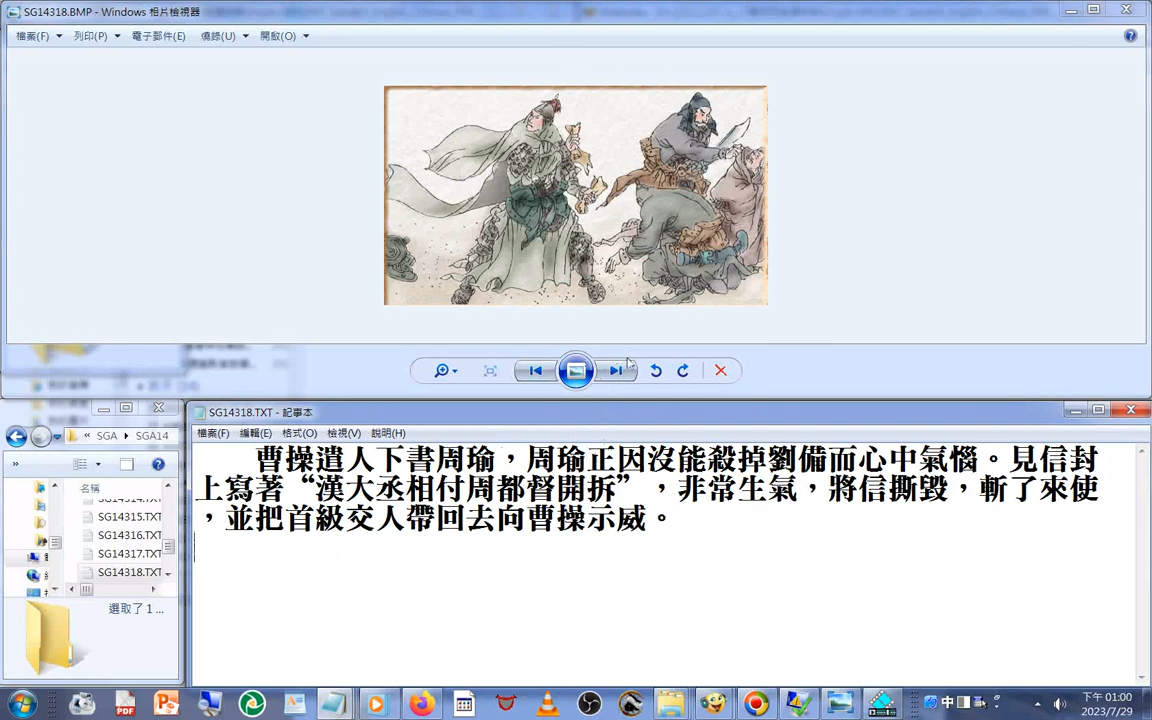 SG14318.BMP - Windows 相片檢視器
檔案(F) 列印(P) 電子郵件(E) 燒錄(U) 開啟(O)
SG14318.TXT - 記事本
檔案(F) 編輯(E) 格式(O) 檢視(V) 說明(H)
曹操遣人下書周瑜，周瑜正因沒能殺掉劉備而心中氣惱。見信封
上寫著“漢大丞相付周都督開拆”，非常生氣，將信撕毀，斬了來使
，並把首級交人帶回去向曹操示威。
« SGA SGA14
»
名稱
SG14315.TXT
SG14316.TXT
SG14317.TXT
SG14318.TXT
選取了 1 ...
PDF
中
下午 01:00
2023/7/29